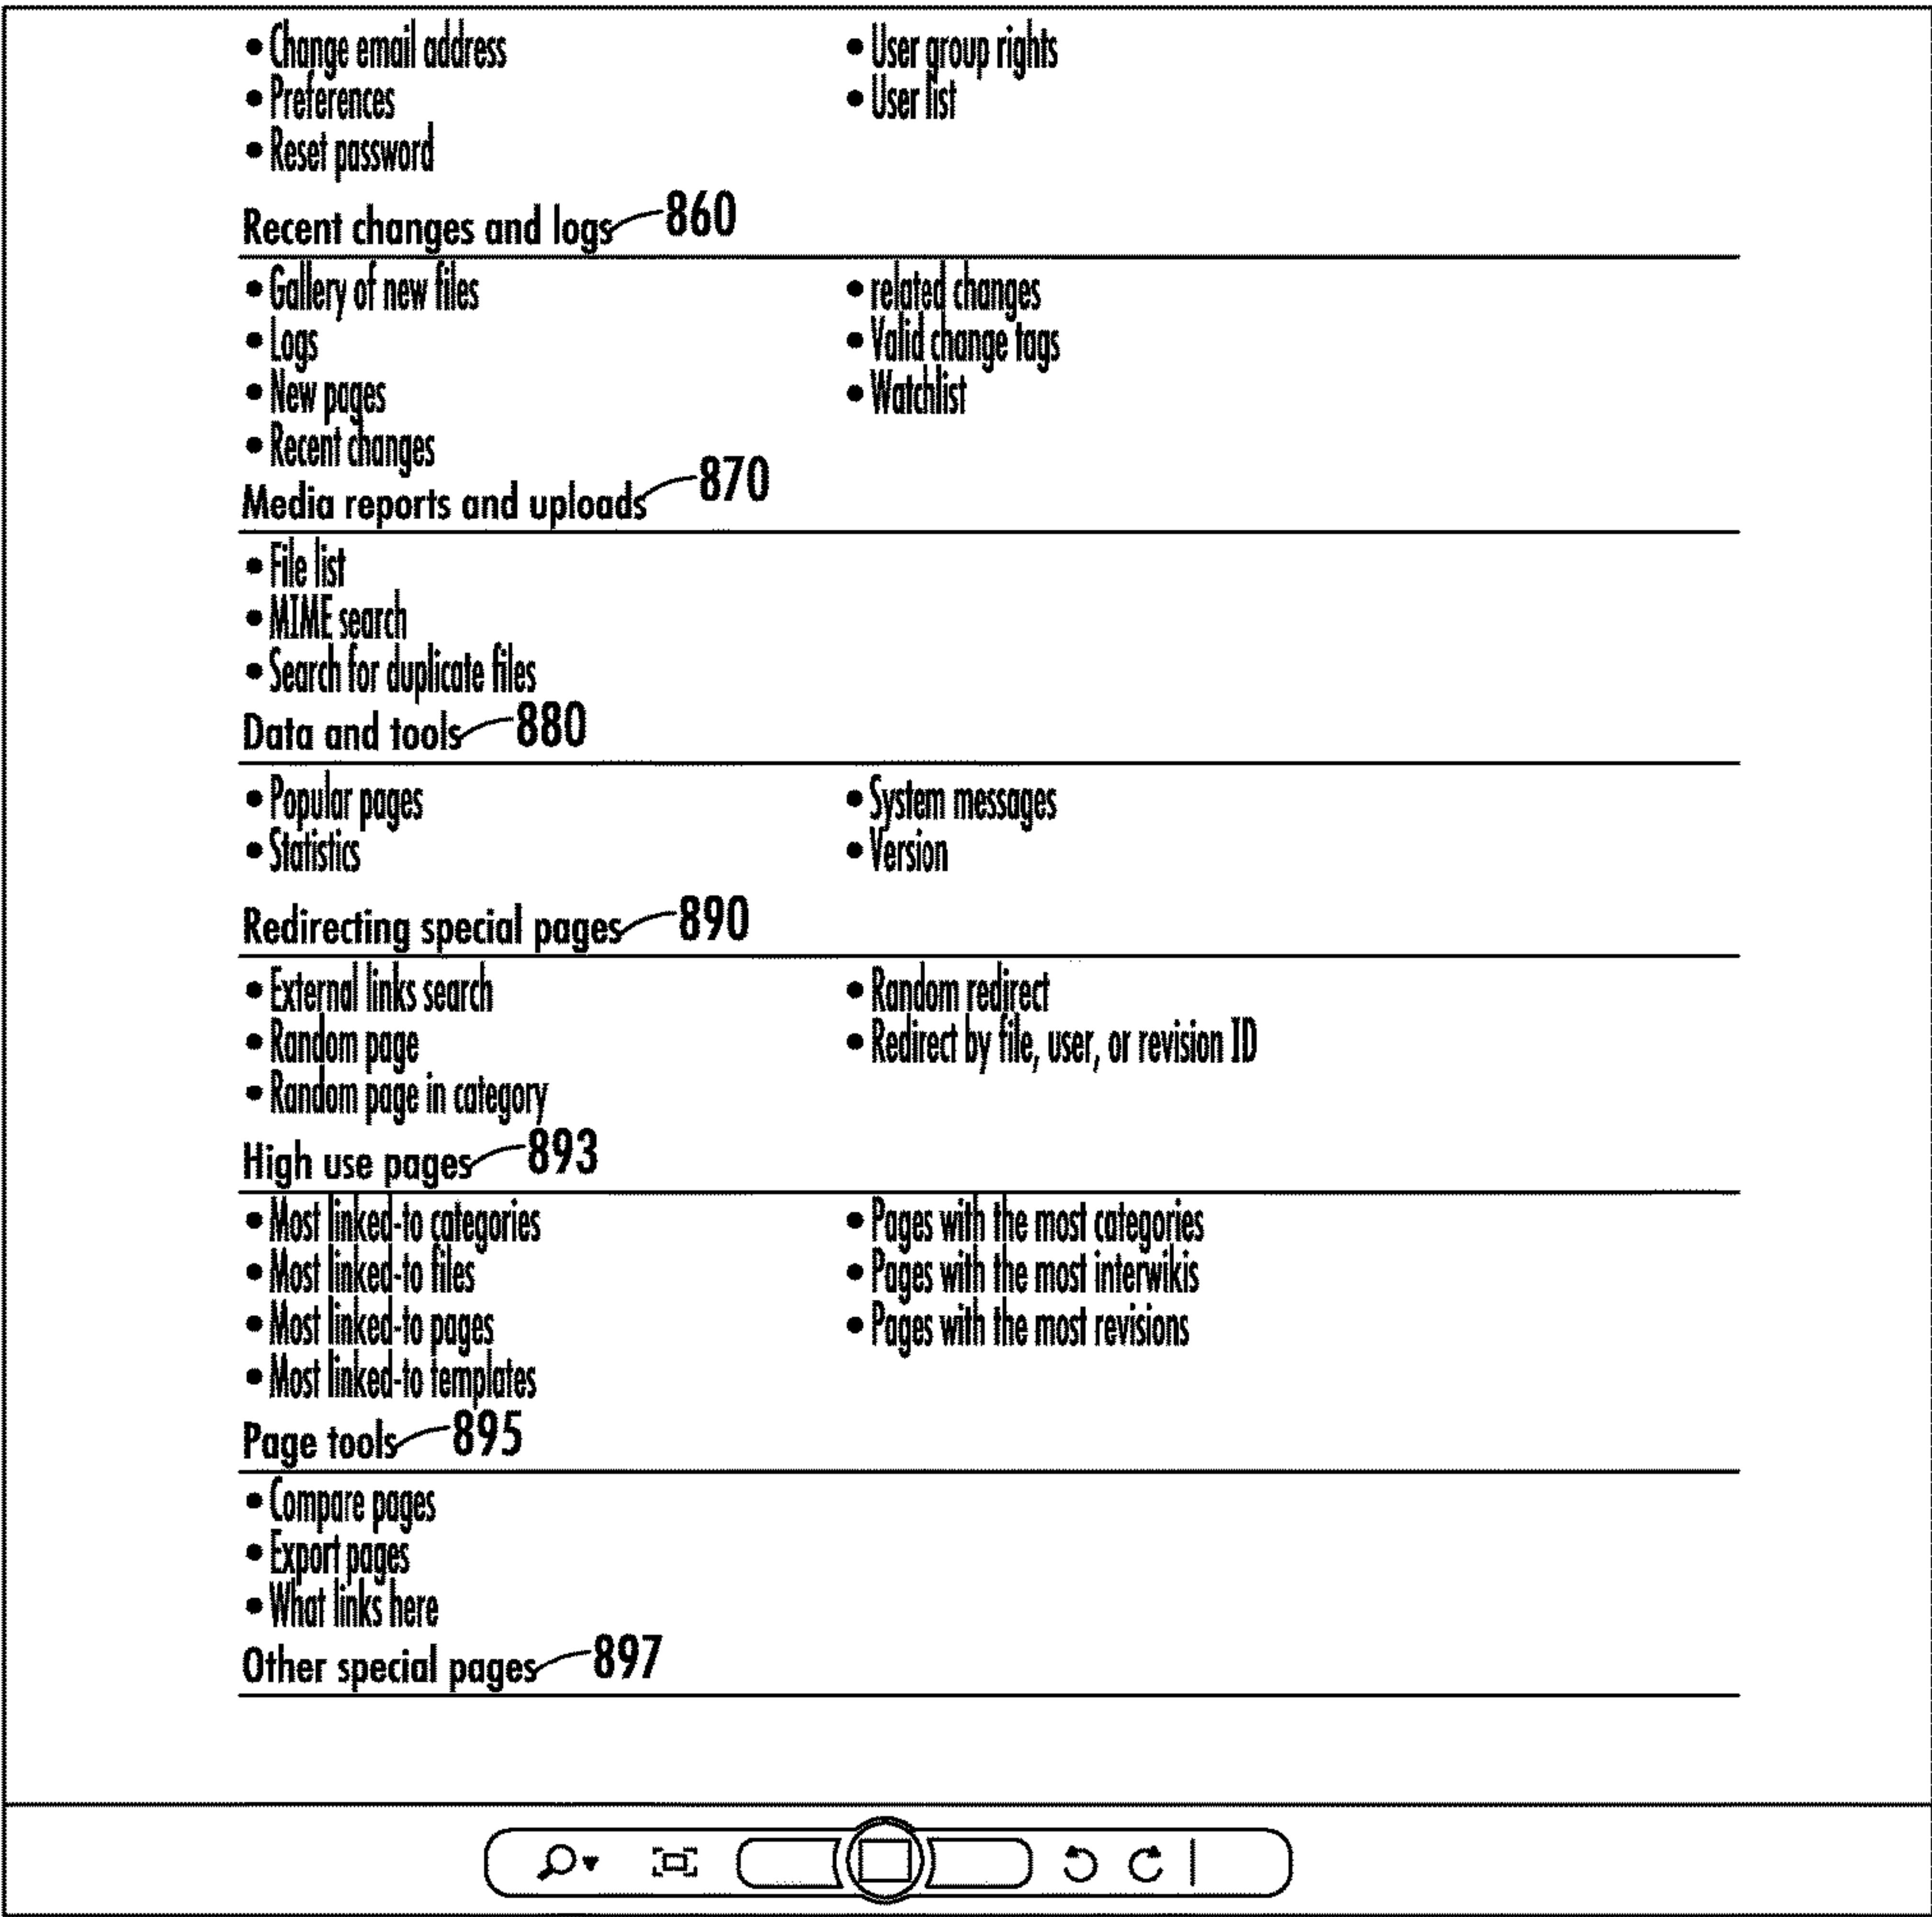 • Change email address
• Preferences
• Reset password
• User group rights
• User list
Recent changes and logs 860
• Gallery of new files
• Logs
• New pages
• Recent changes
• related changes
• Valid change tags
• Watchlist
Media reports and uploads 870
• File list
• MIME search
• Search for duplicate files
Data and tools 880
• Popular pages
• Statistics
• System messages
• Version
Redirecting special pages 890
• External links search
• Random page
• Random page in category
• Random redirect
• Redirect by file, user, or revision ID
High use pages 893
• Most linked-to categories
• Most linked-to files
• Most linked-to pages
• Most linked-to templates
• Pages with the most categories
• Pages with the most interwikis
• Pages with the most revisions
Page tools 895
• Compare pages
• Export pages
• What links here
Other special pages 897